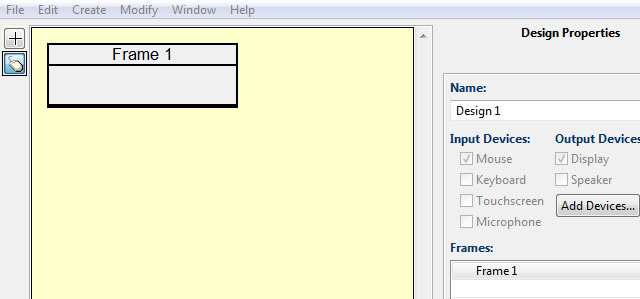 File Edit Create Modify Window Help
Frame 1
Design Properties
Name:
Design 1
Input Devices: Output Devices
Mouse Display
Keyboard Speaker
Touchscreen Add Devices...
Microphone
Frames:
Frame 1